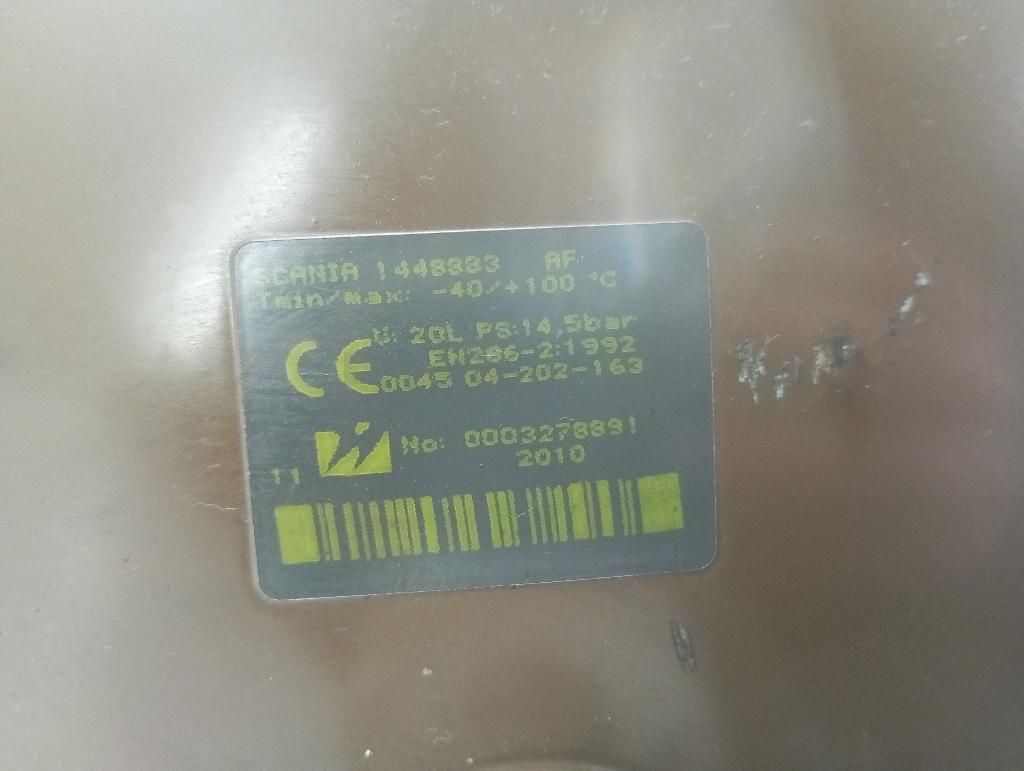 SCANIA 1448883 AF
Tmin/max: -40/+100 °C
V: 20L PS:14,5bar
EN286-2:1992
CE 0045 04-202-163
No: 0003278891
11 2010